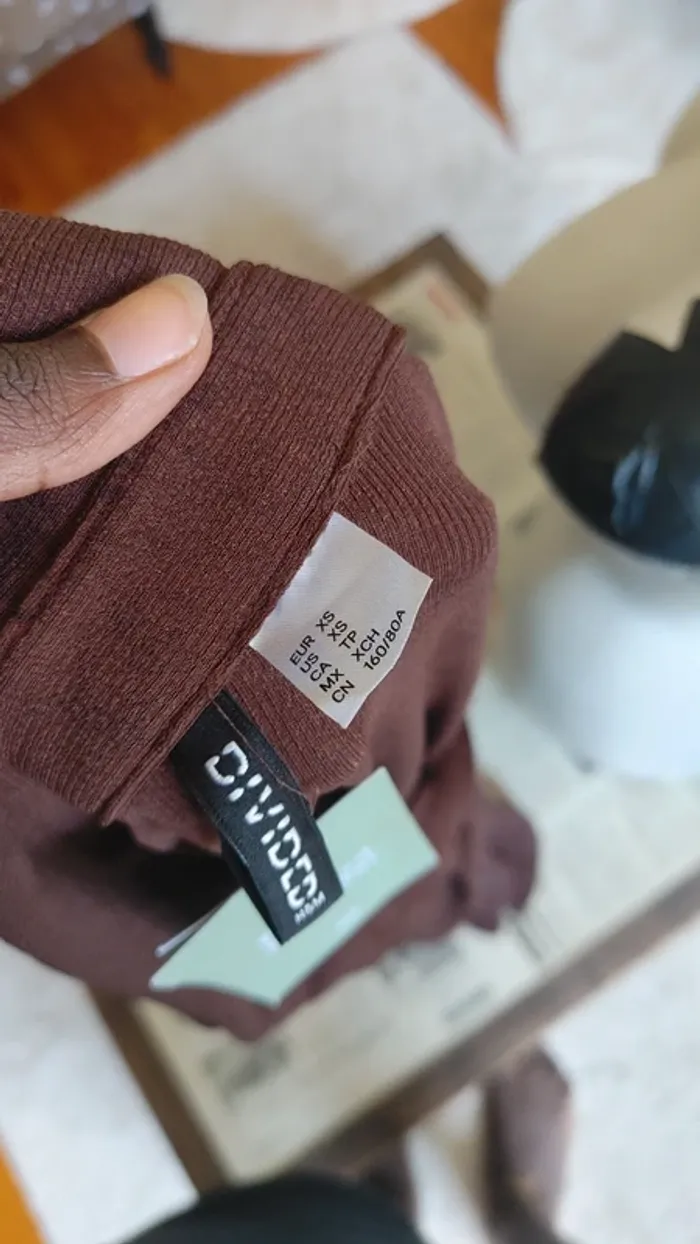 EUR XS
US XS
CA TP
MX XCH
CN 160/80A
DIVIDED
H&M